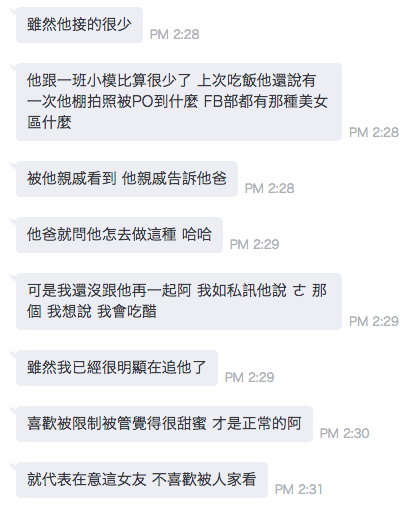 雖然他接的很少
PM 2:28
他跟一班小模比算很少了 上次吃飯他還說有
一次他棚拍照被PO到什麼 FB部都有那種美女
區什麼
PM 2:28
被他親戚看到 他親戚告訴他爸
PM 2:28
他爸就問他怎去做這種 哈哈
PM 2:29
可是我還沒跟他再一起阿 我如私訊他說 ㄜ 那
個 我想說 我會吃醋
PM 2:29
雖然我已經很明顯在追他了
PM 2:29
喜歡被限制被管覺得很甜蜜 才是正常的阿
PM 2:30
就代表在意這女友 不喜歡被人家看
PM 2:31